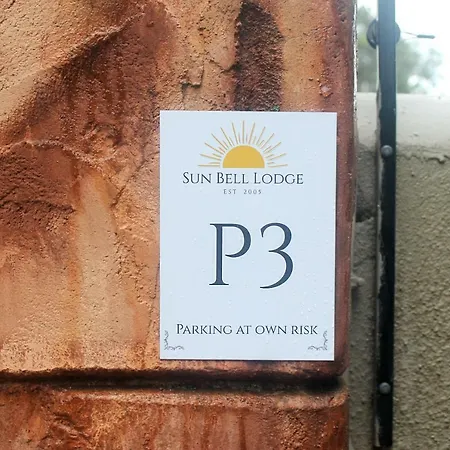 SUN BELL LODGE
EST 2005
P3
PARKING AT OWN RISK